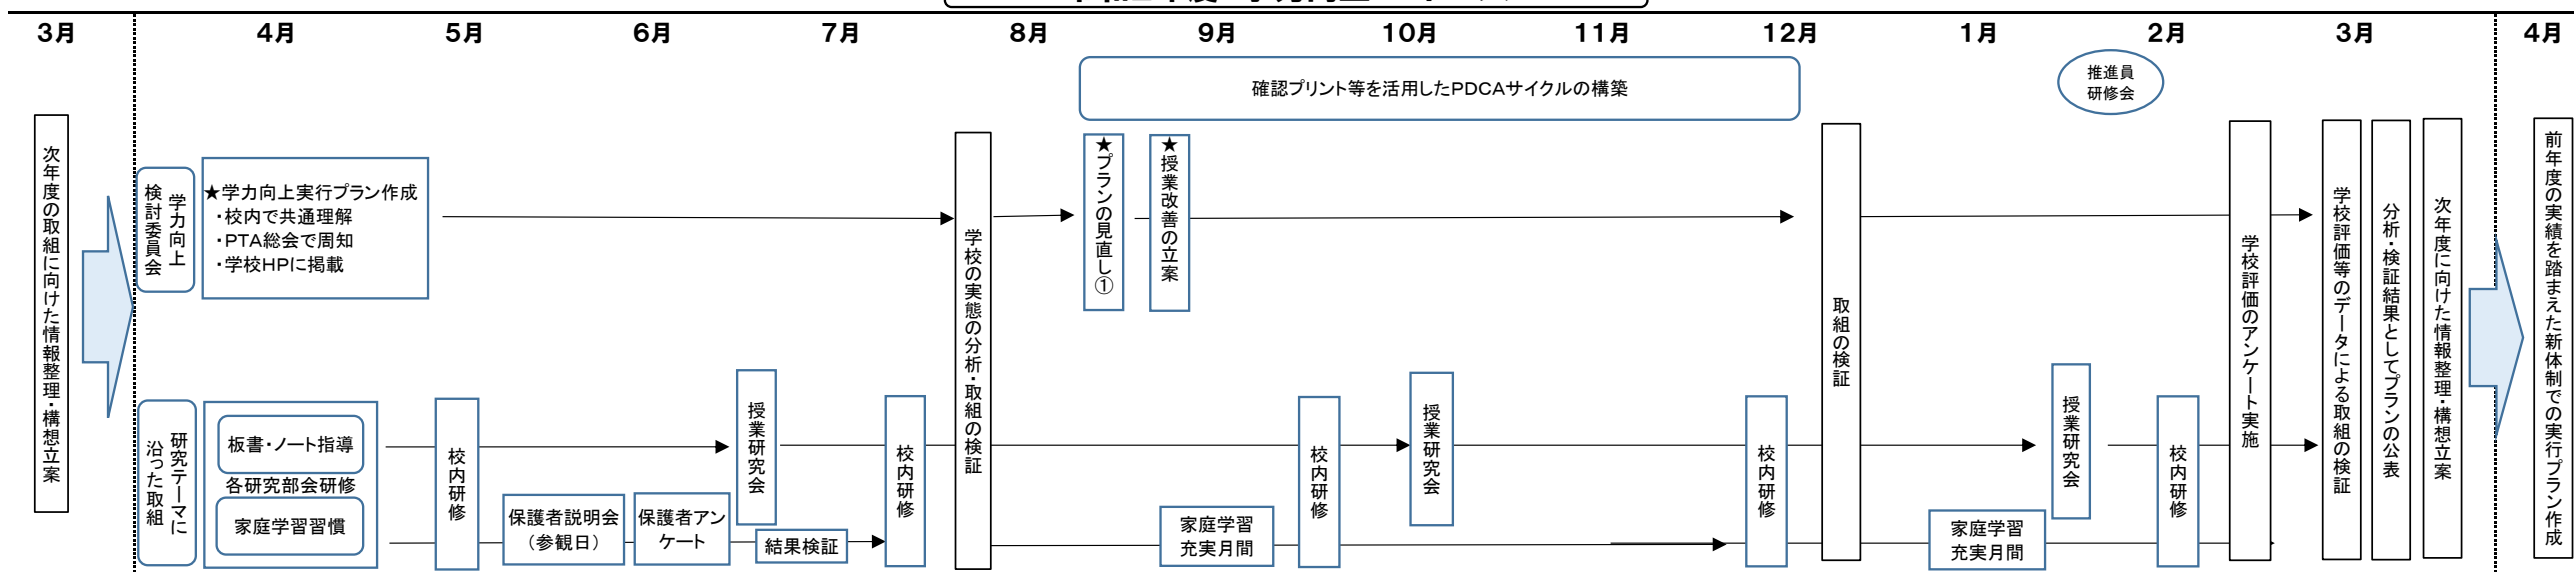 3月
4月
5月
6月
7月
8月
9月
10月
11月
12月
1月
2月
3月
4月
確認プリント等を活用したPDCAサイクルの構築
推進員
研修会
次年度の取組に向けた情報整理・構想立案
学力向上
検討委員会
★学力向上実行プラン作成
・校内で共通理解
・PTA総会で周知
・学校HPに掲載
学校の実態の分析・取組の検証
★プランの見直し①
★授業改善の立案
取組の検証
学校評価のアンケート実施
学校評価等のデータによる取組の検証
分析・検証結果としてプランの公表
次年度に向けた情報整理・構想立案
前年度の実績を踏まえた新体制での実行プラン作成
研究テーマに
沿った取組
板書・ノート指導
各研究部会研修
家庭学習習慣
校内研修
保護者説明会
(参観日)
保護者アン
ケート
授業研究会
結果検証
校内研修
家庭学習
充実月間
校内研修
授業研究会
校内研修
家庭学習
充実月間
授業研究会
校内研修